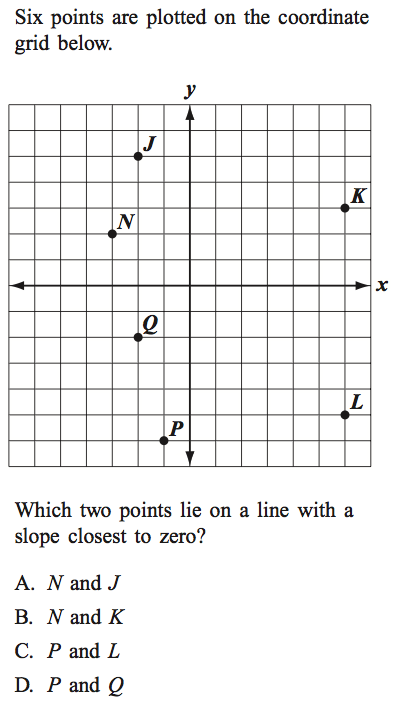 Six points are plotted on the coordinate
grid below.
y
J
K
N
x
Q
L
P
Which two points lie on a line with a
slope closest to zero?
A. N and J
B. N and K
C. P and L
D. P and Q